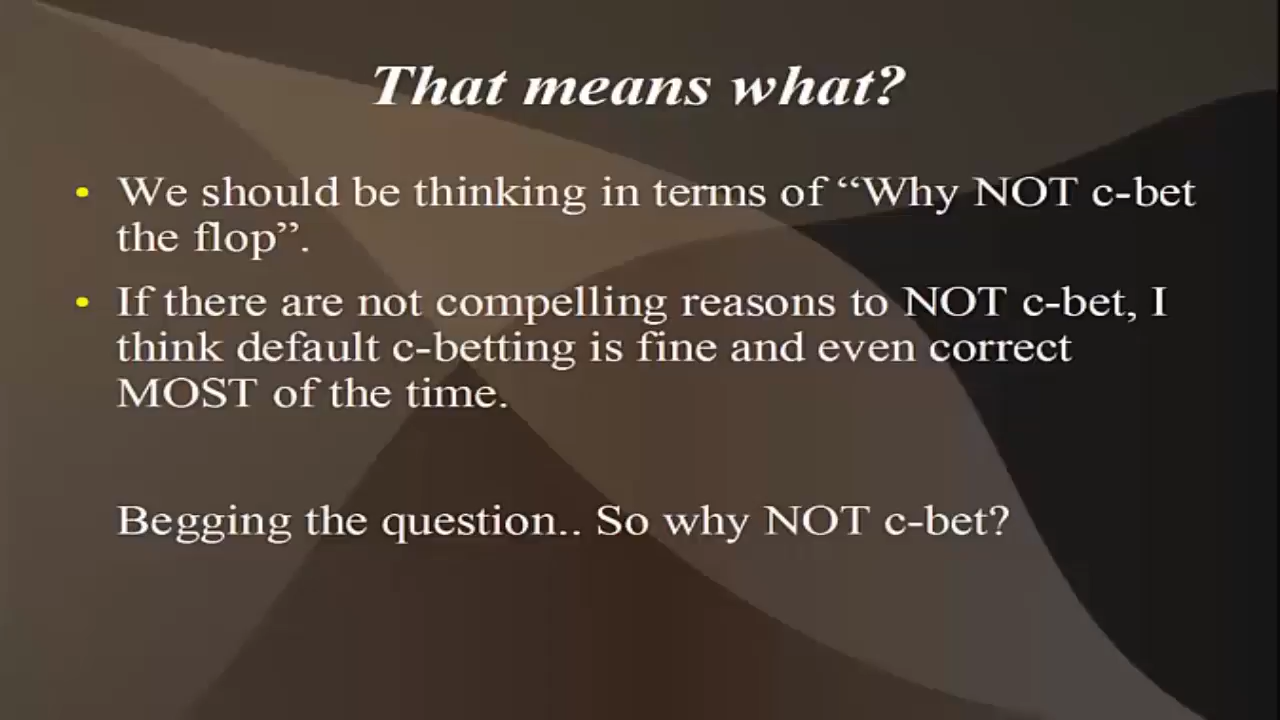 That means what?
• We should be thinking in terms of “Why NOT c-bet
the flop”.
• If there are not compelling reasons to NOT c-bet, I
think default c-betting is fine and even correct
MOST of the time.
Begging the question.. So why NOT c-bet?